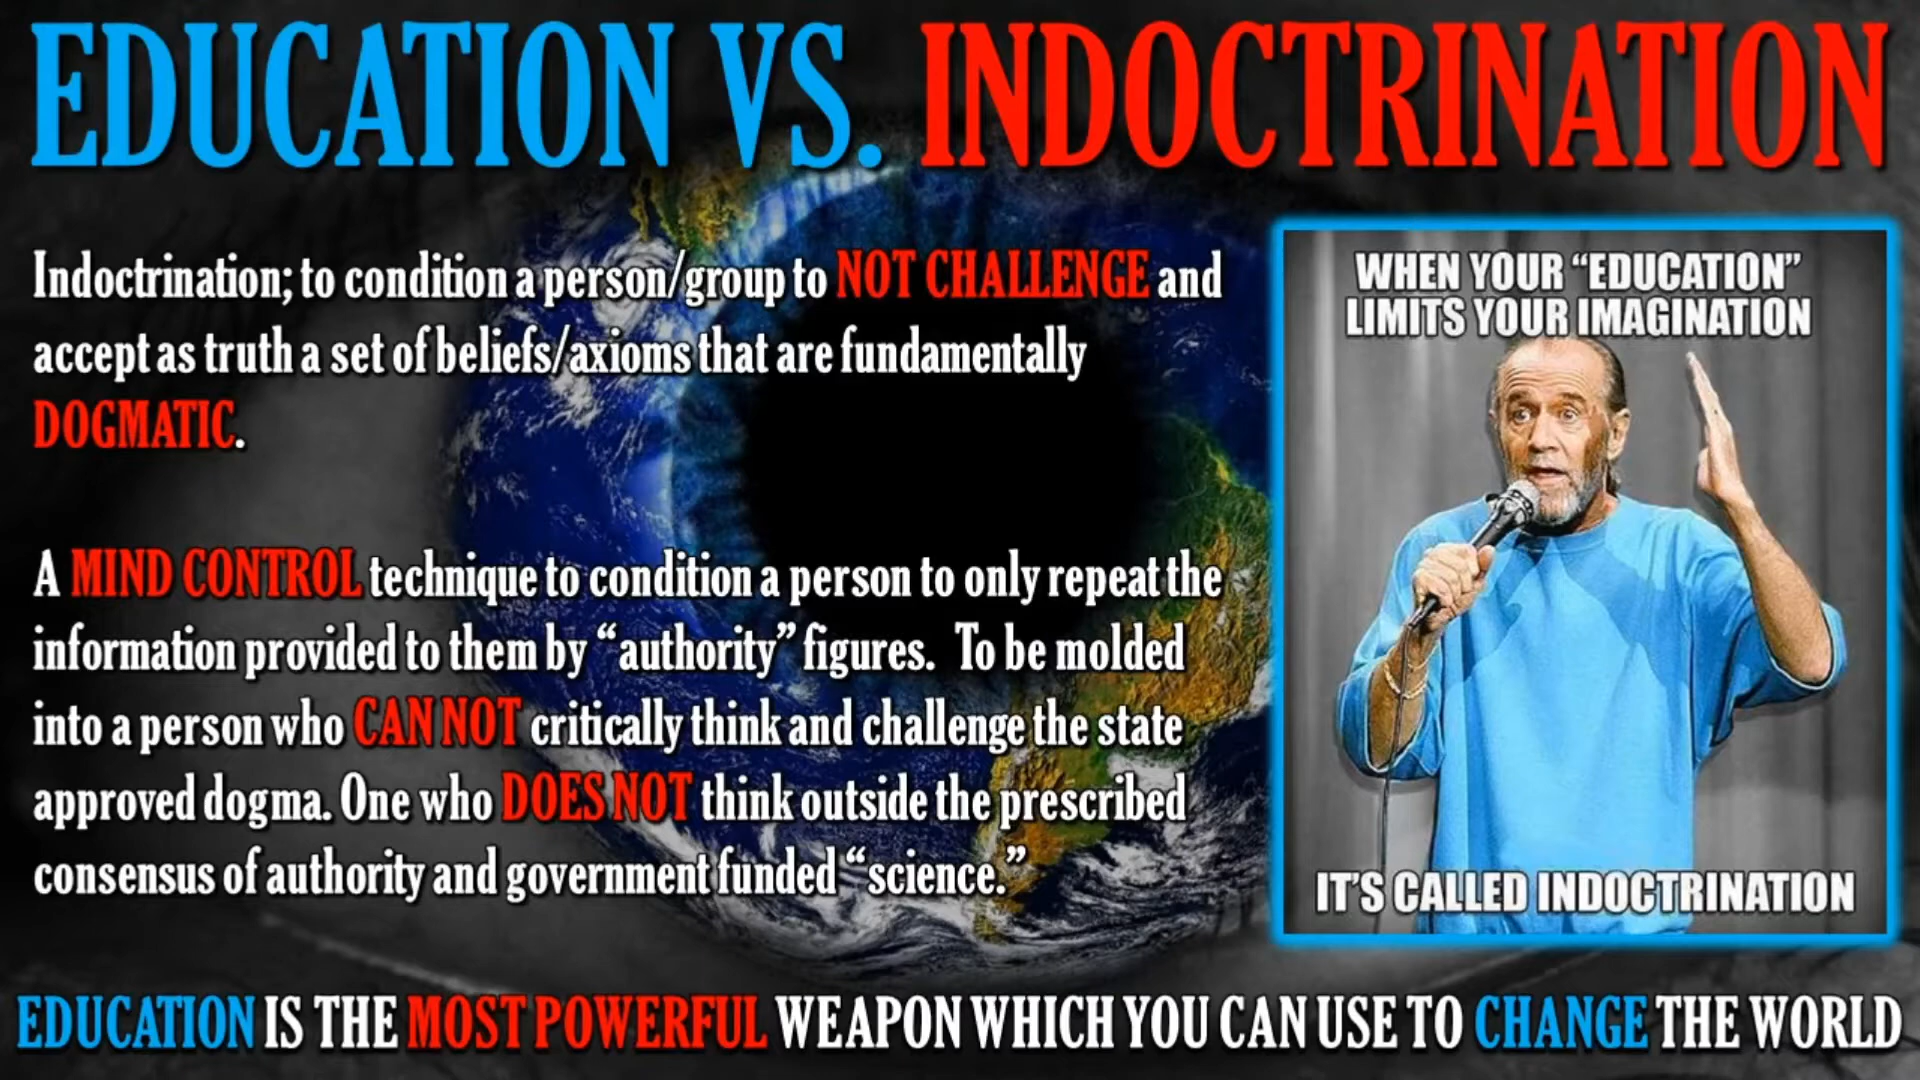 EDUCATION VS. INDOCTRINATION
Indoctrination; to condition a person/group to NOT CHALLENGE and
accept as truth a set of beliefs/axioms that are fundamentally
DOGMATIC.
A MIND CONTROL technique to condition a person to only repeat the
information provided to them by “authority” figures. To be molded
into a person who CAN NOT critically think and challenge the state
approved dogma. One who DOES NOT think outside the prescribed
consensus of authority and government funded “science.”
WHEN YOUR “EDUCATION”
LIMITS YOUR IMAGINATION
IT'S CALLED INDOCTRINATION
EDUCATION IS THE MOST POWERFUL WEAPON WHICH YOU CAN USE TO CHANGE THE WORLD